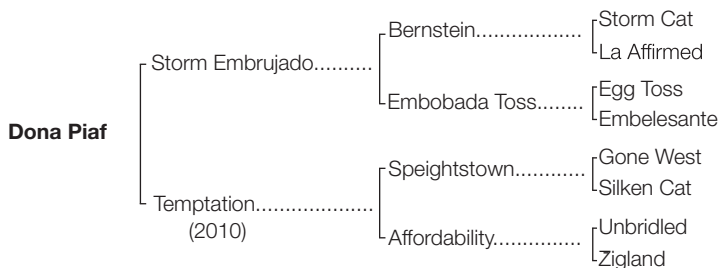 Storm Cat
Bernstein..................
La Affirmed
Storm Embrujado..........
Egg Toss
Embobada Toss........
Embelesante
Dona Piaf
Gone West
Speightstown............
Silken Cat
Temptation....................
(2010)
Unbridled
Affordability...............
Zigland